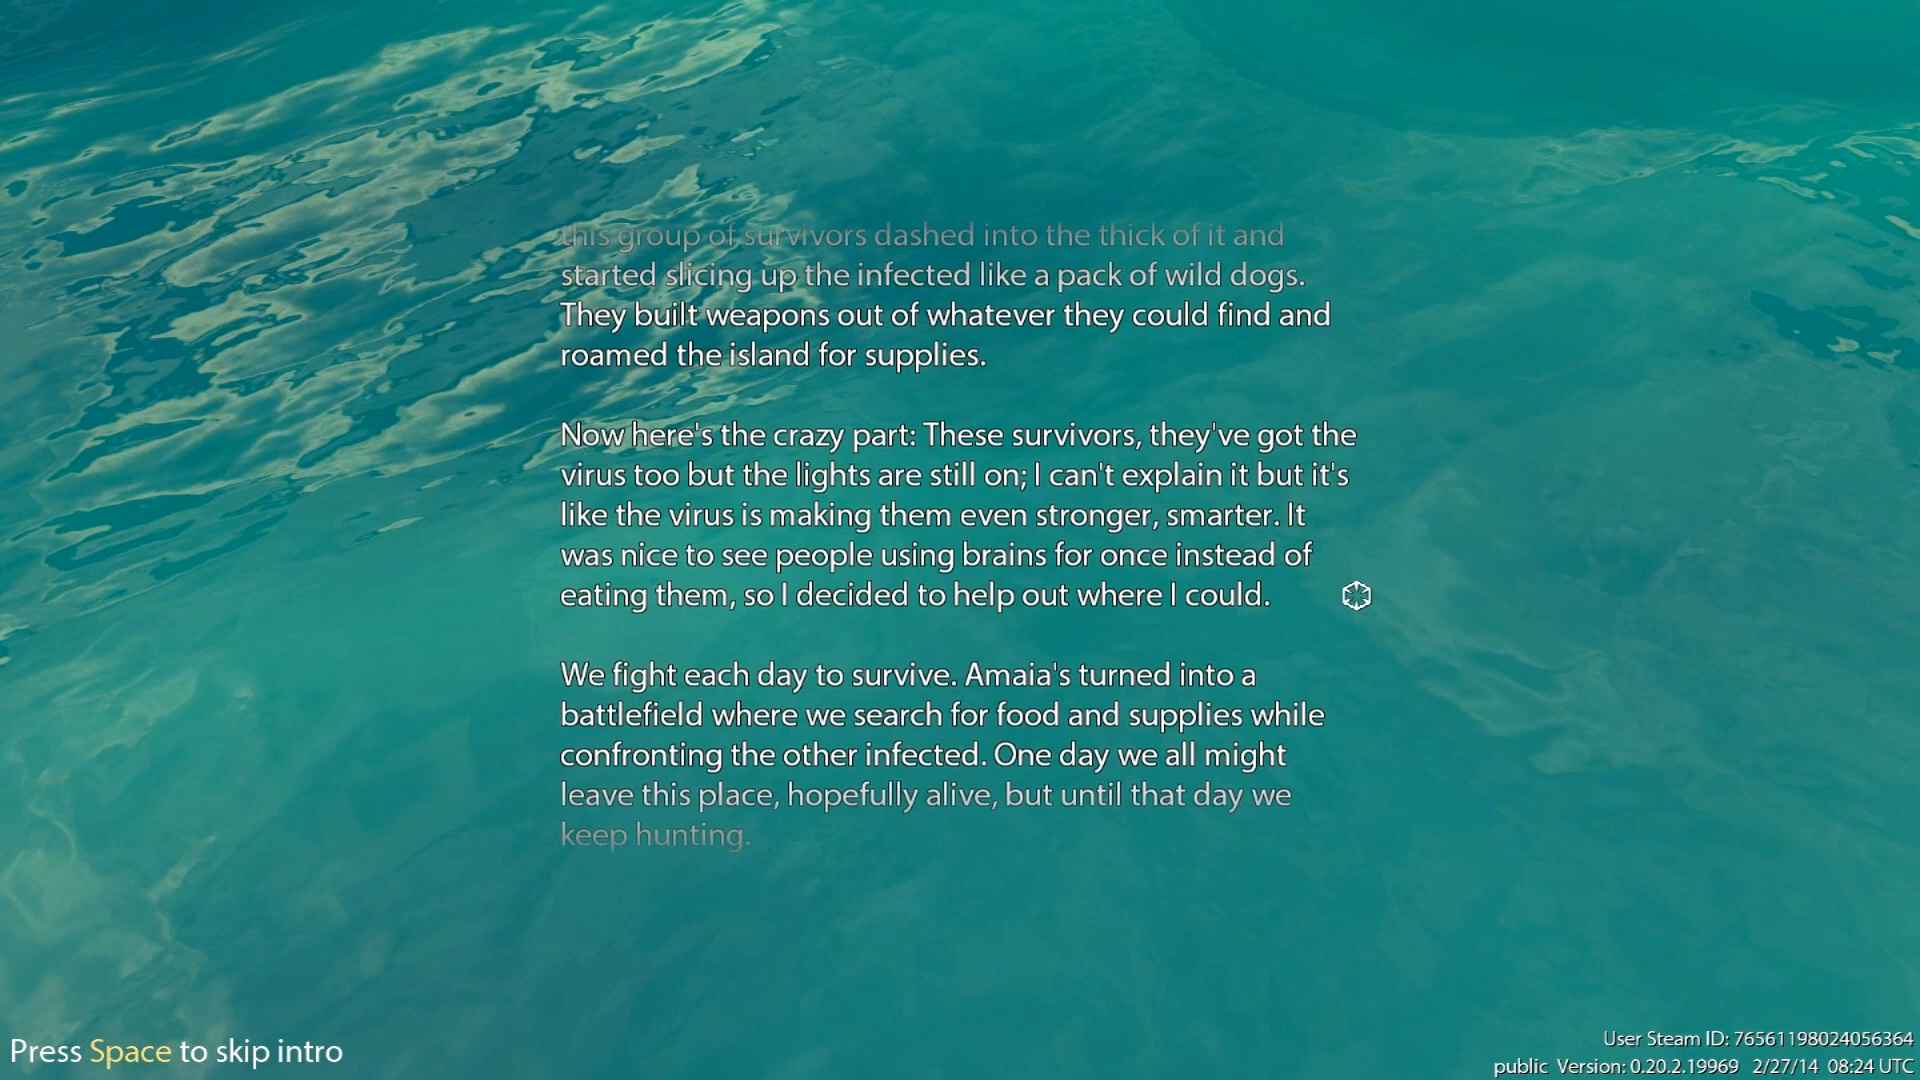 this group of survivors dashed into the thick of it and
started slicing up the infected like a pack of wild dogs.
They built weapons out of whatever they could find and
roamed the island for supplies.
Now here's the crazy part: These survivors, they've got the
virus too but the lights are still on; I can't explain it but it's
like the virus is making them even stronger, smarter. It
was nice to see people using brains for once instead of
eating them, so I decided to help out where I could.
We fight each day to survive. Amaia's turned into a
battlefield where we search for food and supplies while
confronting the other infected. One day we all might
leave this place, hopefully alive, but until that day we
keep hunting.
Press Space to skip intro
User Steam ID: 76561198024056364
public Version: 0.20.2.19969 2/27/14 08:24 UTC